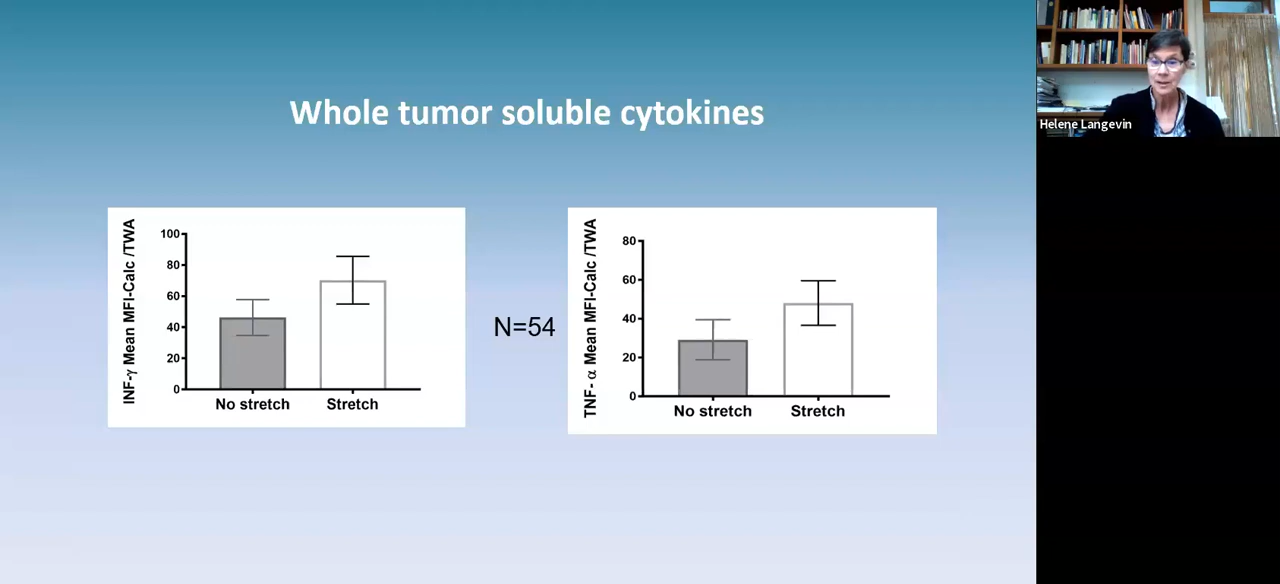 Whole tumor soluble cytokines
Helene Langevin
INF-γ Mean MFI-Calc /TWA
100
80
60
40
20
0
No stretch
Stretch
N=54
TNF- α Mean MFI-Calc /TWA
80
60
40
20
0
No stretch
Stretch